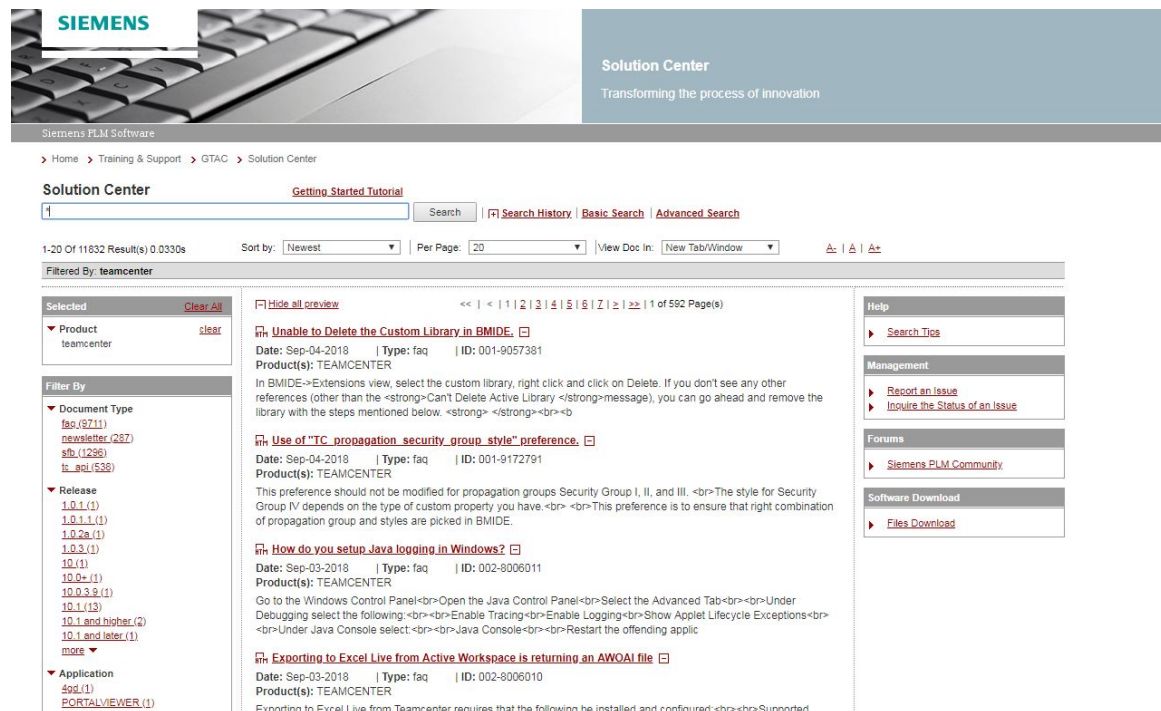 SIEMENS
Solution Center
Transforming the process of innovation
Siemens PLM Software
Home Training & Support GTAC Solution Center
Solution Center Getting Started Tutorial
* Search | [+] Search History | Basic Search | Advanced Search
1-20 Of 11832 Result(s) 0.0330s Sort by: Newest | Per Page: 20 | View Doc In: New Tab/Window A- | A | A+
Filtered By: teamcenter
Selected Clear All
Product clear
teamcenter
Filter By
Document Type
faq (9711)
newsletter (287)
sfb (1296)
tc_api (538)
Release
1.0.1 (1)
1.0.1.1 (1)
1.0.2a (1)
1.0.3 (1)
10 (1)
10.0+ (1)
10.0.3.9 (1)
10.1 (13)
10.1 and higher (2)
10.1 and later (1)
more
Application
4gd (1)
PORTALVIEWER (1)
[-] Hide all preview << | < | 1 | 2 | 3 | 4 | 5 | 6 | 7 | > | >> | 1 of 592 Page(s)
Unable to Delete the Custom Library in BMIDE. [-]
Date: Sep-04-2018 | Type: faq | ID: 001-9057381
Product(s): TEAMCENTER
In BMIDE->Extensions view, select the custom library, right click and click on Delete. If you don't see any other
references (other than the <strong>Can't Delete Active Library </strong>message), you can go ahead and remove the
library with the steps mentioned below. <strong> </strong><br><b
Use of "TC_propagation_security_group_style" preference. [-]
Date: Sep-04-2018 | Type: faq | ID: 001-9172791
Product(s): TEAMCENTER
This preference should not be modified for propagation groups Security Group I, II, and III. <br>The style for Security
Group IV depends on the type of custom property you have.<br> <br>This preference is to ensure that right combination
of propagation group and styles are picked in BMIDE.
How do you setup Java logging in Windows? [-]
Date: Sep-03-2018 | Type: faq | ID: 002-8006011
Product(s): TEAMCENTER
Go to the Windows Control Panel<br>Open the Java Control Panel<br>Select the Advanced Tab<br><br>Under
Debugging select the following:<br><br>Enable Tracing<br>Enable Logging<br>Show Applet Lifecycle Exceptions<br>
<br>Under Java Console select:<br><br>Java Console<br><br>Restart the offending applic
Exporting to Excel Live from Active Workspace is returning an AWOAI file [-]
Date: Sep-03-2018 | Type: faq | ID: 002-8006010
Product(s): TEAMCENTER
Exporting to Excel Live from Teamcenter requires that the following be installed and configured:<br><br>Supported
Help
Search Tips
Management
Report an Issue
Inquire the Status of an Issue
Forums
Siemens PLM Community
Software Download
Files Download